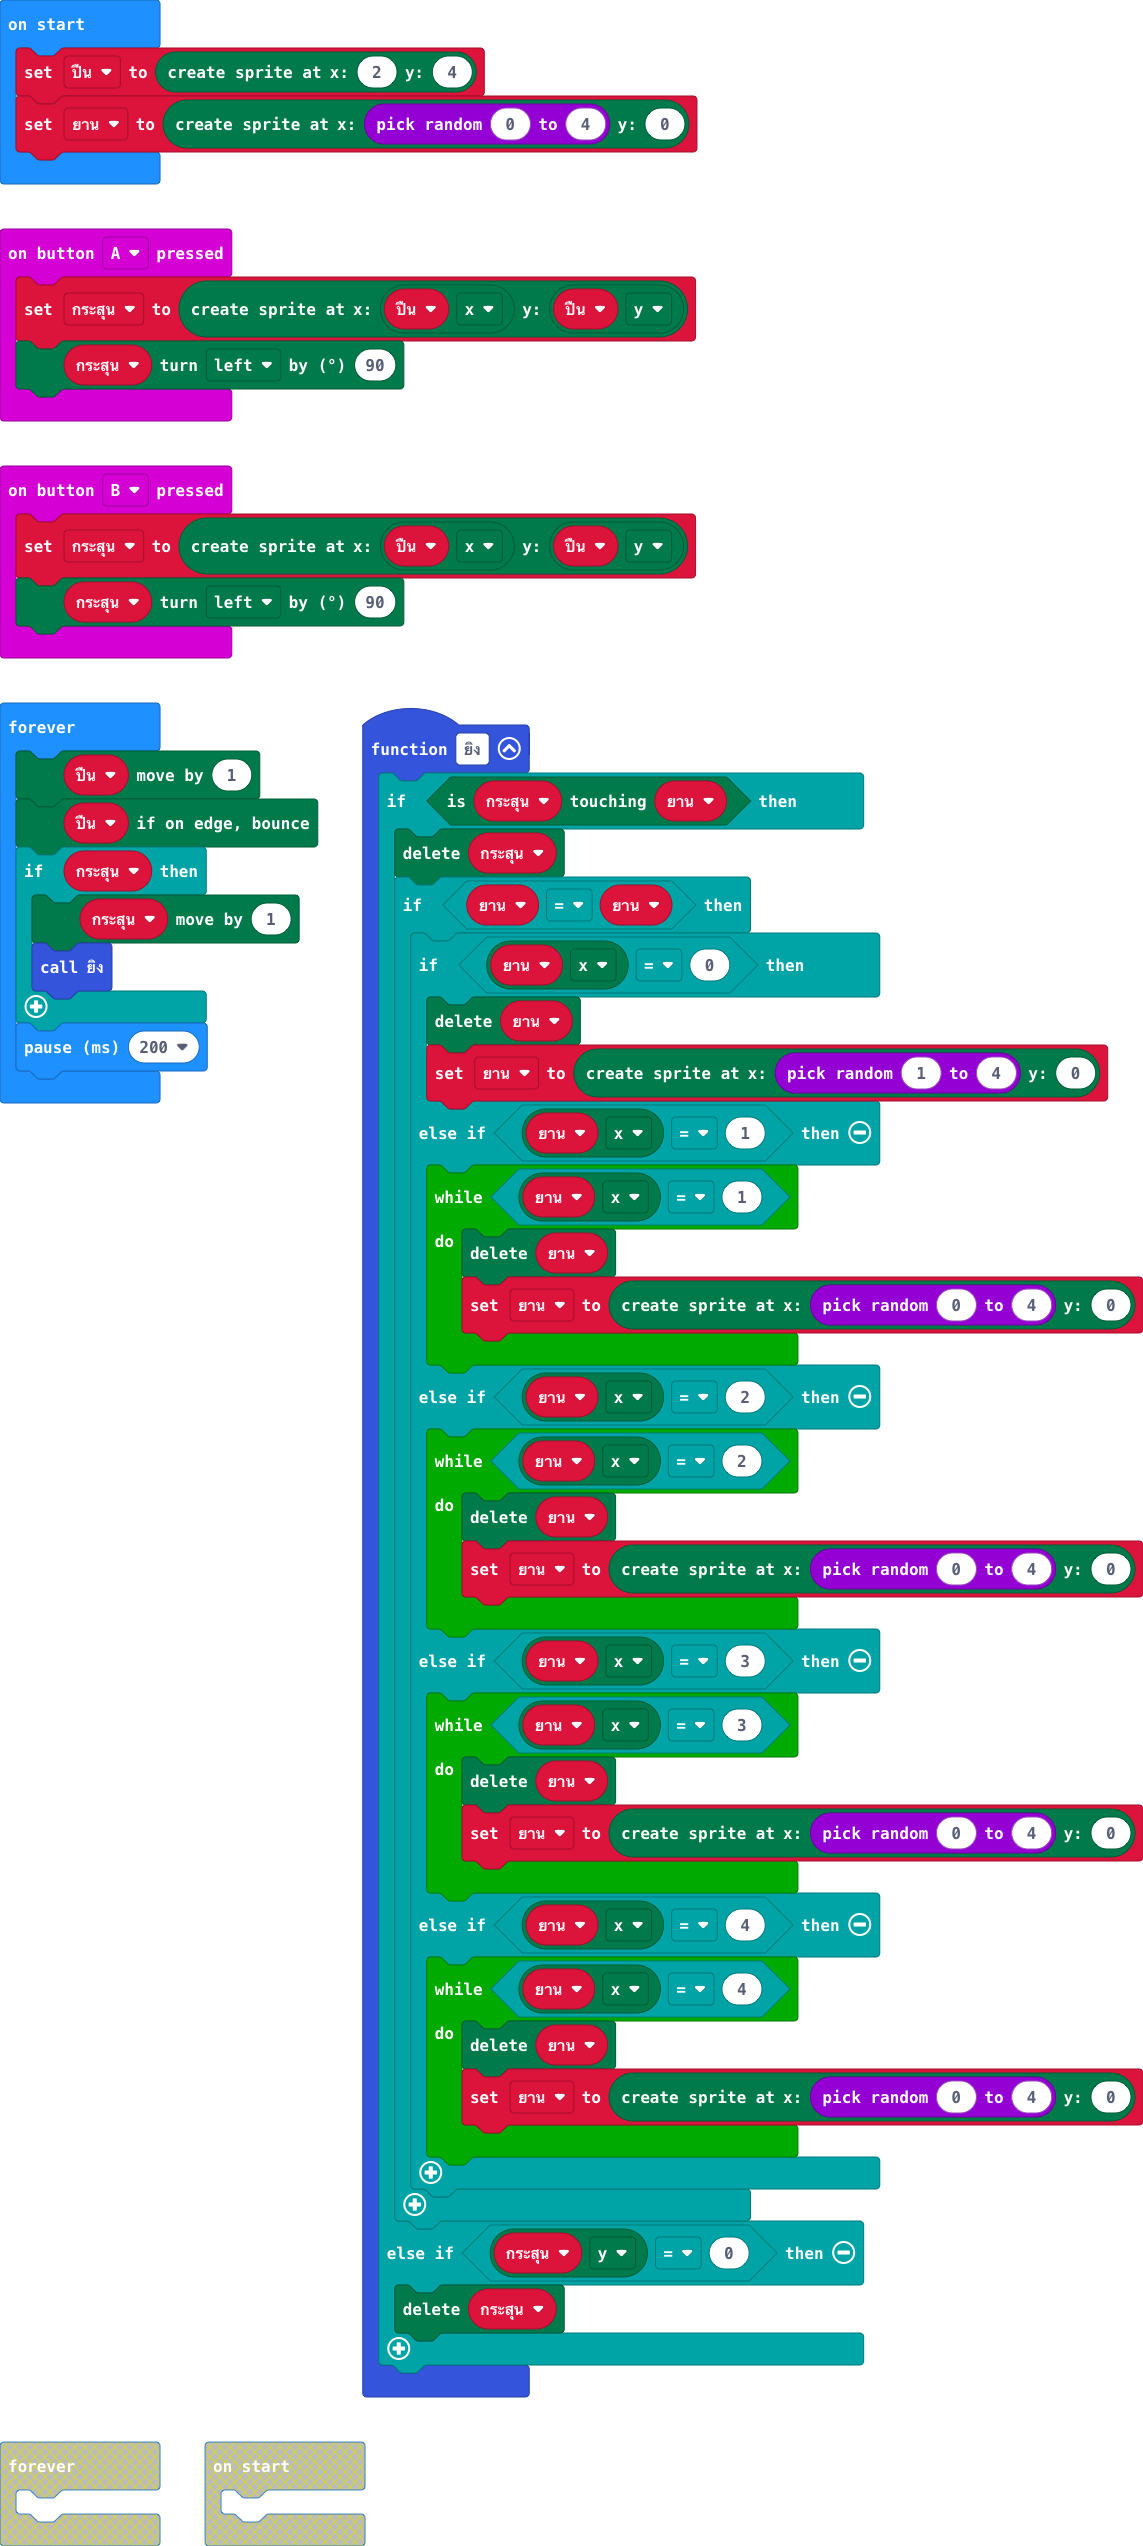 on start
set ปืน to create sprite at x: 2 y: 4
set ยาน to create sprite at x: pick random 0 to 4 y: 0
on button A pressed
set กระสุน to create sprite at x: ปืน x y: ปืน y
กระสุน turn left by (°) 90
on button B pressed
set กระสุน to create sprite at x: ปืน x y: ปืน y
กระสุน turn left by (°) 90
forever
ปืน move by 1
ปืน if on edge, bounce
if กระสุน then
กระสุน move by 1
call ยิง
pause (ms) 200
function ยิง
if is กระสุน touching ยาน then
delete กระสุน
if ยาน = ยาน then
if ยาน x = 0 then
delete ยาน
set ยาน to create sprite at x: pick random 1 to 4 y: 0
else if ยาน x = 1 then
while ยาน x = 1
do
delete ยาน
set ยาน to create sprite at x: pick random 0 to 4 y: 0
else if ยาน x = 2 then
while ยาน x = 2
do
delete ยาน
set ยาน to create sprite at x: pick random 0 to 4 y: 0
else if ยาน x = 3 then
while ยาน x = 3
do
delete ยาน
set ยาน to create sprite at x: pick random 0 to 4 y: 0
else if ยาน x = 4 then
while ยาน x = 4
do
delete ยาน
set ยาน to create sprite at x: pick random 0 to 4 y: 0
else if กระสุน y = 0 then
delete กระสุน
forever
on start